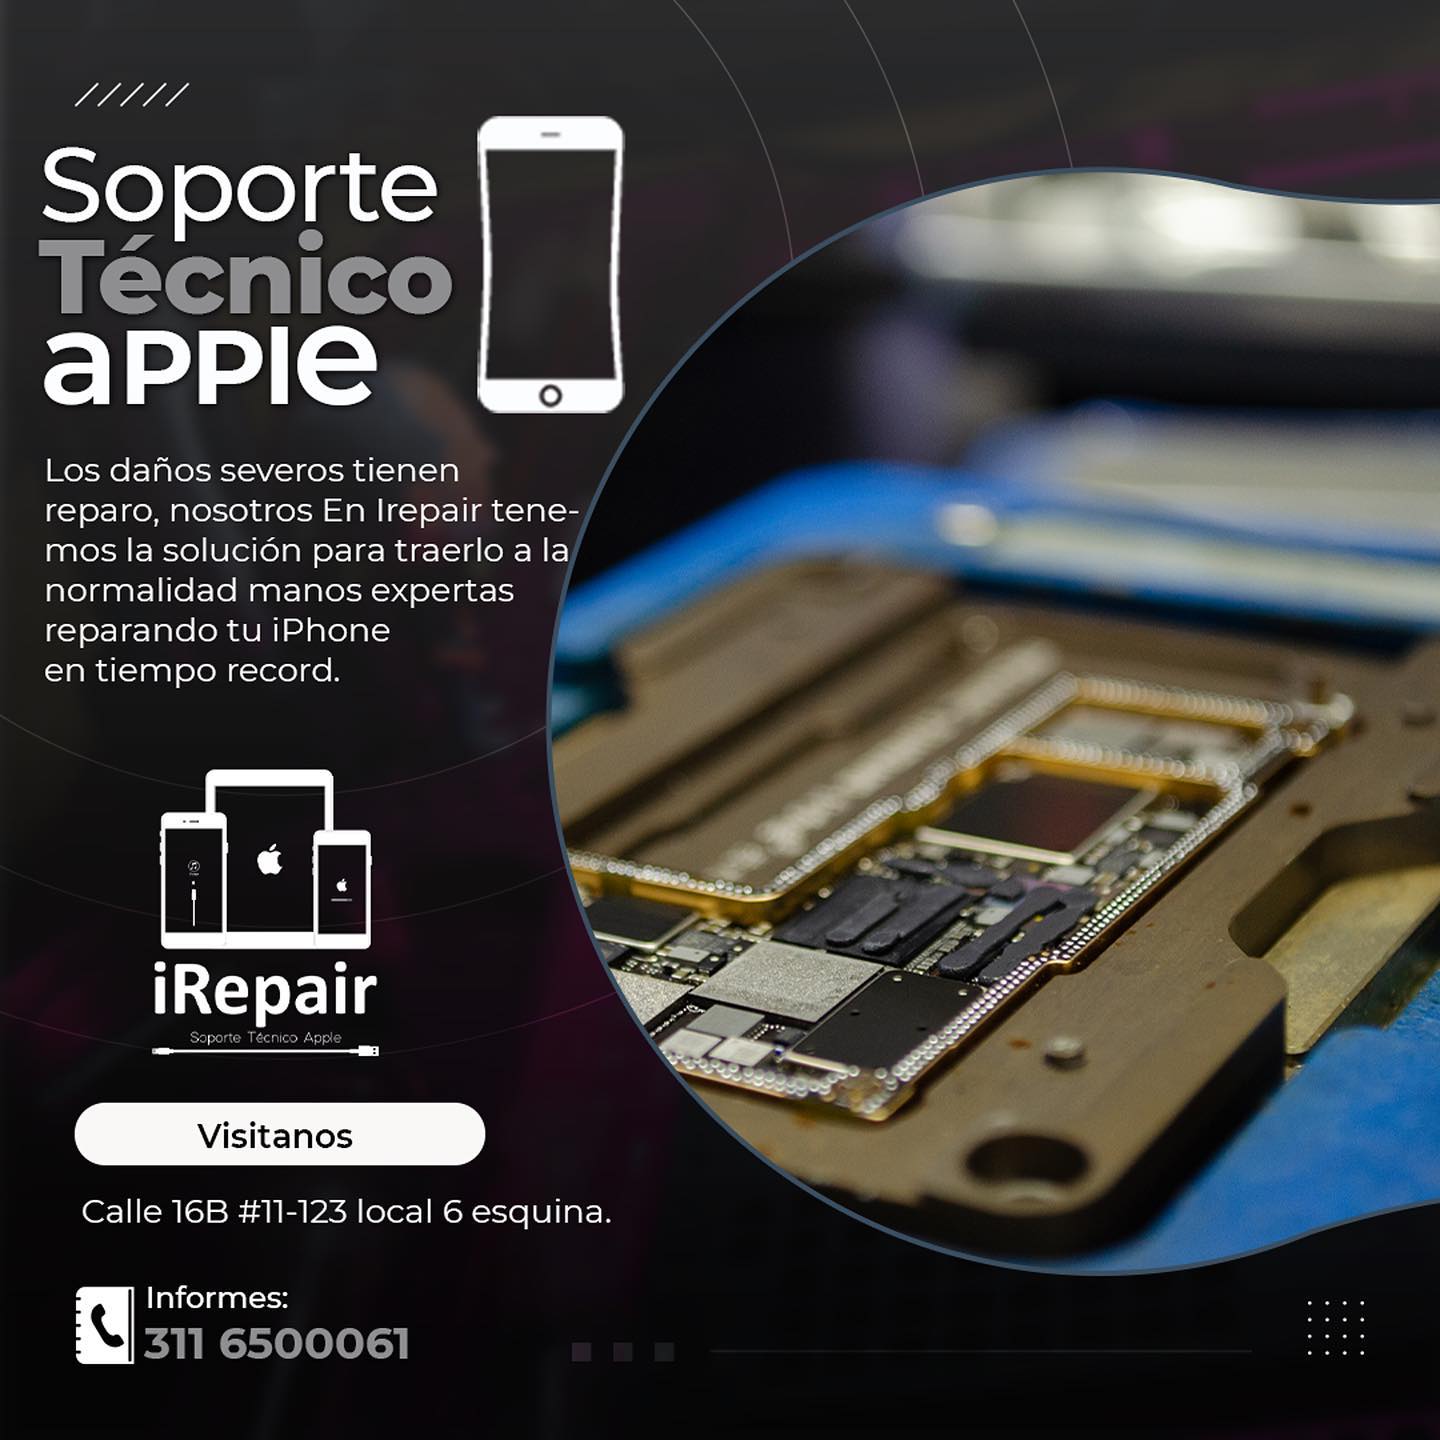 Soporte
Técnico
aPPle
Los daños severos tienen
reparo, nosotros En Irepair tene-
mos la solución para traerlo a la
normalidad manos expertas
reparando tu iPhone
en tiempo record.
iRepair
Soporte Técnico Apple
Visitanos
Calle 16B #11-123 local 6 esquina.
Informes:
311 6500061